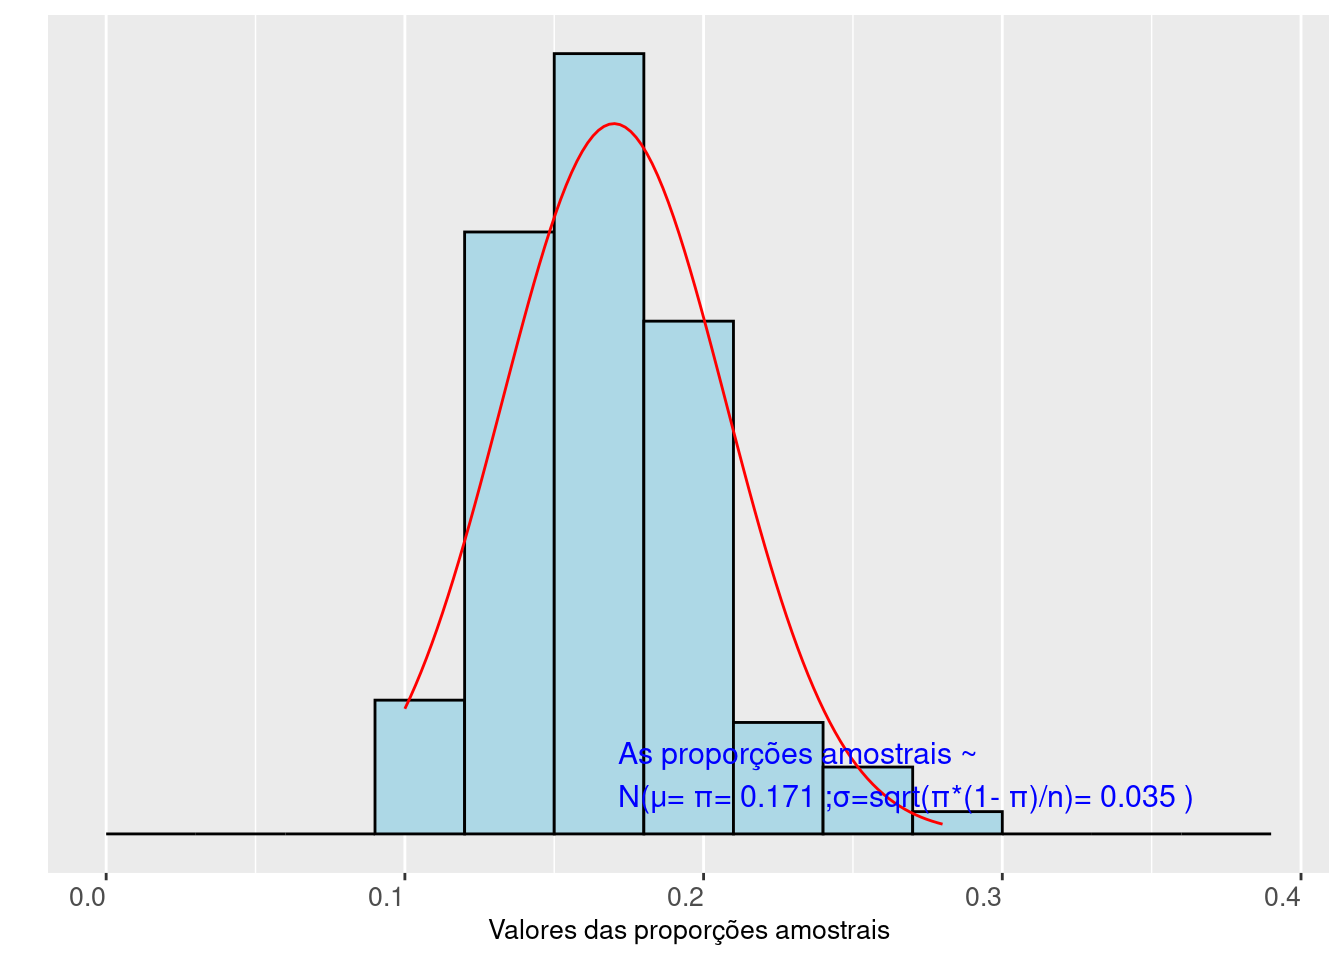 As proporções amostrais ~
N(μ= π= 0.171 ;σ=sqrt(π*(1- π)/n)= 0.035 )
0.0 0.1 0.2 0.3 0.4
Valores das proporções amostrais